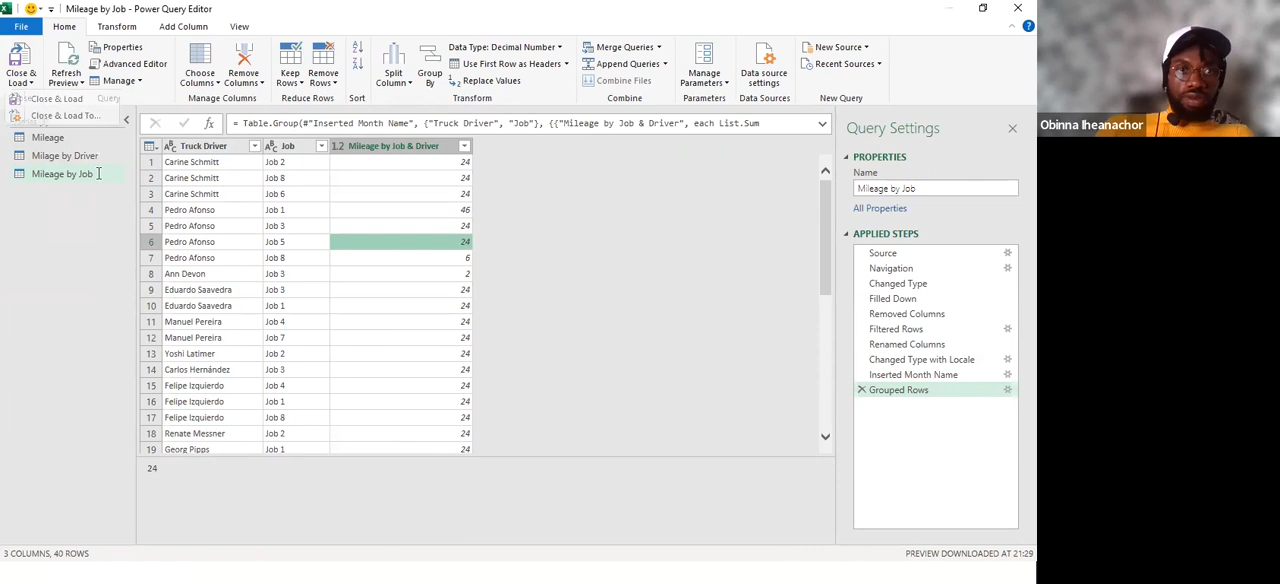 Mileage by Job - Power Query Editor
File Home Transform Add Column View
Close & Load
Refresh Preview
Properties
Advanced Editor
Manage
Query
Choose Columns
Remove Columns
Manage Columns
Keep Rows
Remove Rows
Reduce Rows
Sort
Split Column
Group By
Data Type: Decimal Number
Use First Row as Headers
Replace Values
Transform
Merge Queries
Append Queries
Combine Files
Combine
Manage Parameters
Parameters
Data source settings
Data Sources
New Source
Recent Sources
New Query
Close & Load
Close & Load To...
Mileage
Milage by Driver
Mileage by Job
fx = Table.Group(#"Inserted Month Name", {"Truck Driver", "Job"}, {{"Mileage by Job & Driver", each List.Sum
ABC Truck Driver ABC Job 1.2 Mileage by Job & Driver
1 Carine Schmitt Job 2 24
2 Carine Schmitt Job 8 24
3 Carine Schmitt Job 6 24
4 Pedro Afonso Job 1 46
5 Pedro Afonso Job 3 24
6 Pedro Afonso Job 5 24
7 Pedro Afonso Job 8 6
8 Ann Devon Job 3 2
9 Eduardo Saavedra Job 3 24
10 Eduardo Saavedra Job 1 24
11 Manuel Pereira Job 4 24
12 Manuel Pereira Job 7 24
13 Yoshi Latimer Job 2 24
14 Carlos Hernández Job 3 24
15 Felipe Izquierdo Job 4 24
16 Felipe Izquierdo Job 1 24
17 Felipe Izquierdo Job 8 24
18 Renate Messner Job 2 24
19 Georg Pipps Job 1 24
24
Query Settings
PROPERTIES
Name
Mileage by Job
All Properties
APPLIED STEPS
Source
Navigation
Changed Type
Filled Down
Removed Columns
Filtered Rows
Renamed Columns
Changed Type with Locale
Inserted Month Name
Grouped Rows
3 COLUMNS, 40 ROWS
PREVIEW DOWNLOADED AT 21:29
Obinna Iheanachor